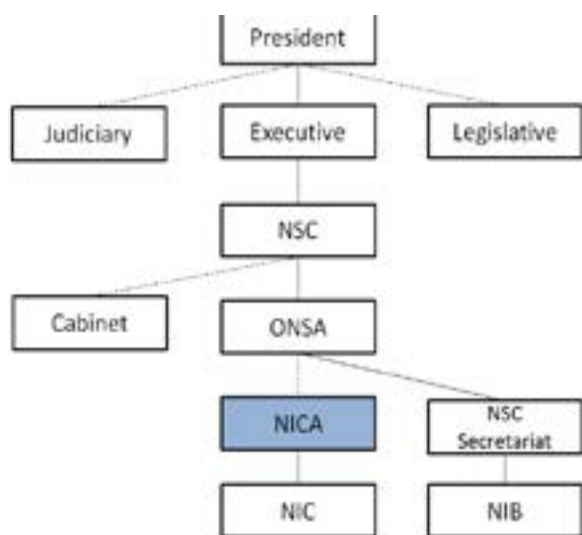 President
Judiciary
Executive
Legislative
NSC
Cabinet
ONSA
NICA
NSC
Secretariat
NIC
NIB